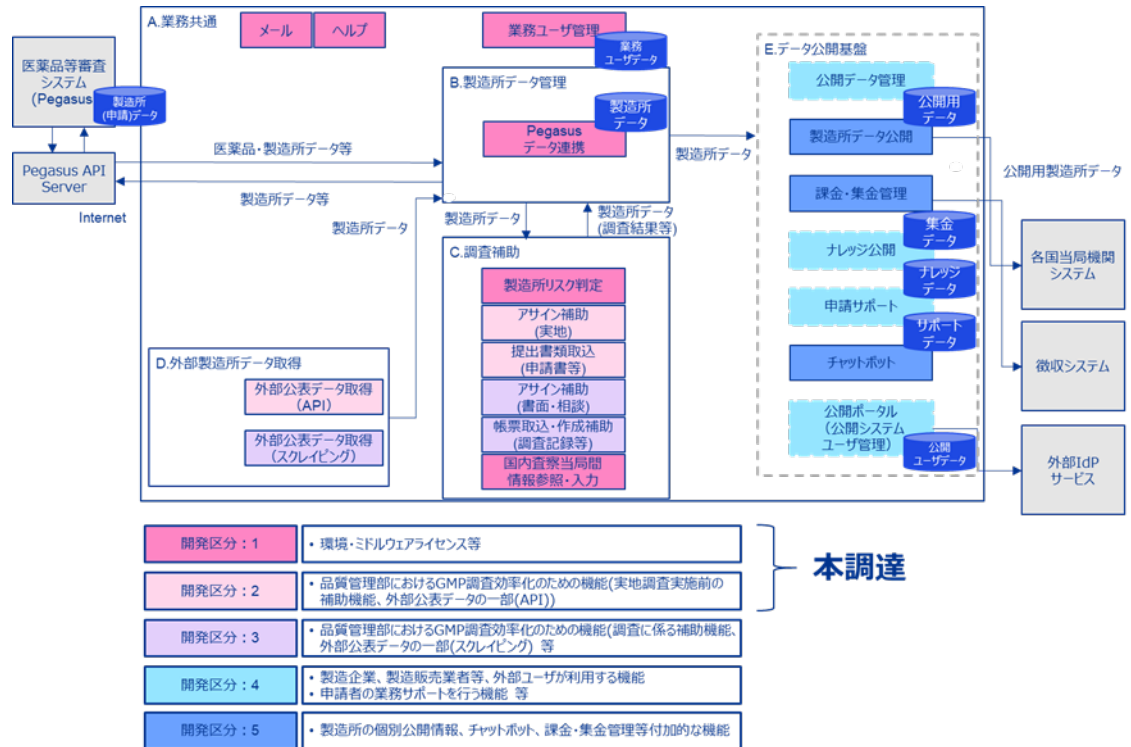 A.業務共通
メール
ヘルプ
業務ユーザ管理
業務
ユーザデータ
医薬品等審査
システム
(Pegasus)
製造所
(申請)データ
Pegasus API
Server
Internet
医薬品・製造所データ等
製造所データ等
製造所データ
B.製造所データ管理
製造所
データ
Pegasus
データ連携
製造所データ
製造所データ
製造所データ
(調査結果等)
C.調査補助
製造所リスク判定
アサイン補助
(実地)
提出書類取込
(申請書等)
アサイン補助
(書面・相談)
帳票取込・作成補助
(調査記録等)
国内査察当局間
情報参照・入力
D.外部製造所データ取得
外部公表データ取得
(API)
外部公表データ取得
(スクレイピング)
E.データ公開基盤
公開データ管理
公開用
データ
製造所データ公開
課金・集金管理
集金
データ
ナレッジ公開
ナレッジ
データ
申請サポート
サポート
データ
チャットボット
公開ポータル
(公開システム
ユーザ管理)
公開
ユーザデータ
公開用製造所データ
各国当局機関
システム
徴収システム
外部IdP
サービス
開発区分：1
・環境・ミドルウェアライセンス等
開発区分：2
・品質管理部におけるGMP調査効率化のための機能(実地調査実施前の
補助機能、外部公表データの一部(API))
本調達
開発区分：3
・品質管理部におけるGMP調査効率化のための機能(調査に係る補助機能、
外部公表データの一部(スクレイピング) 等
開発区分：4
・製造企業、製造販売業者等、外部ユーザが利用する機能
・申請者の業務サポートを行う機能 等
開発区分：5
・製造所の個別公開情報、チャットボット、課金・集金管理等付加的な機能